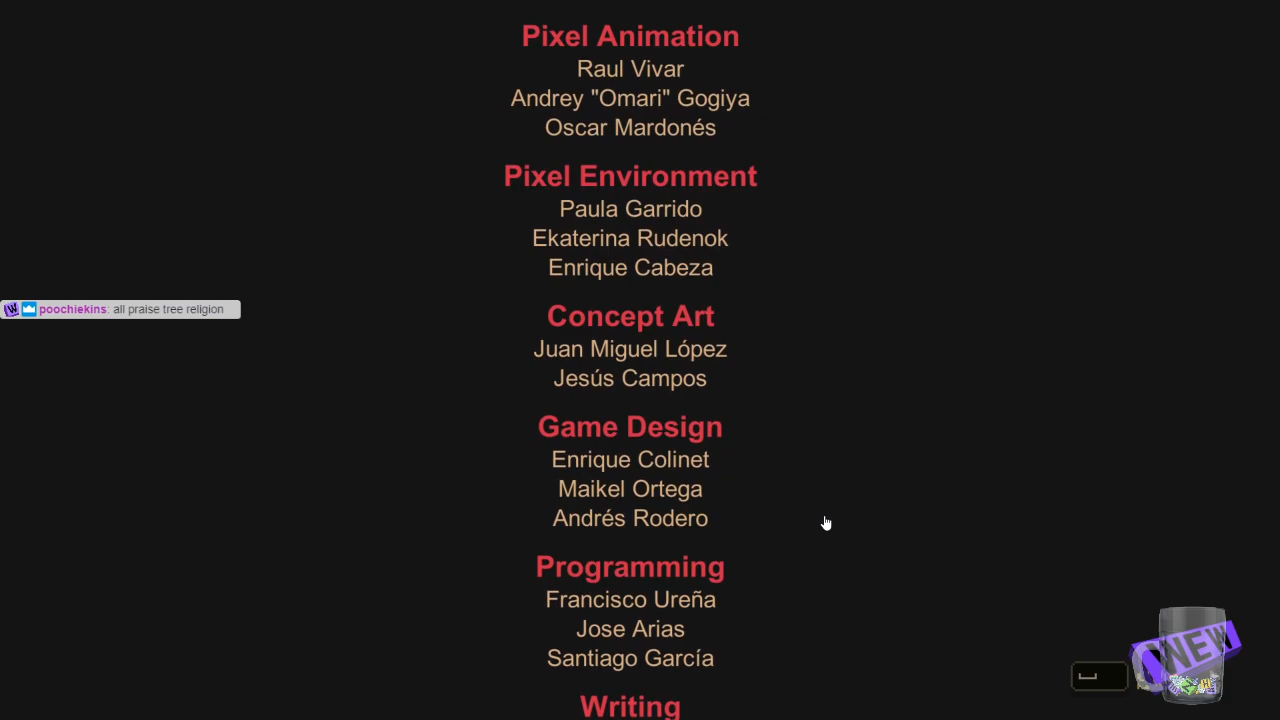 Pixel Animation
Raul Vivar
Andrey "Omari" Gogiya
Oscar Mardonés
Pixel Environment
Paula Garrido
Ekaterina Rudenok
Enrique Cabeza
poochiekins: all praise tree religion
Concept Art
Juan Miguel López
Jesús Campos
Game Design
Enrique Colinet
Maikel Ortega
Andrés Rodero
Programming
Francisco Ureña
Jose Arias
Santiago García
NEW
Writing